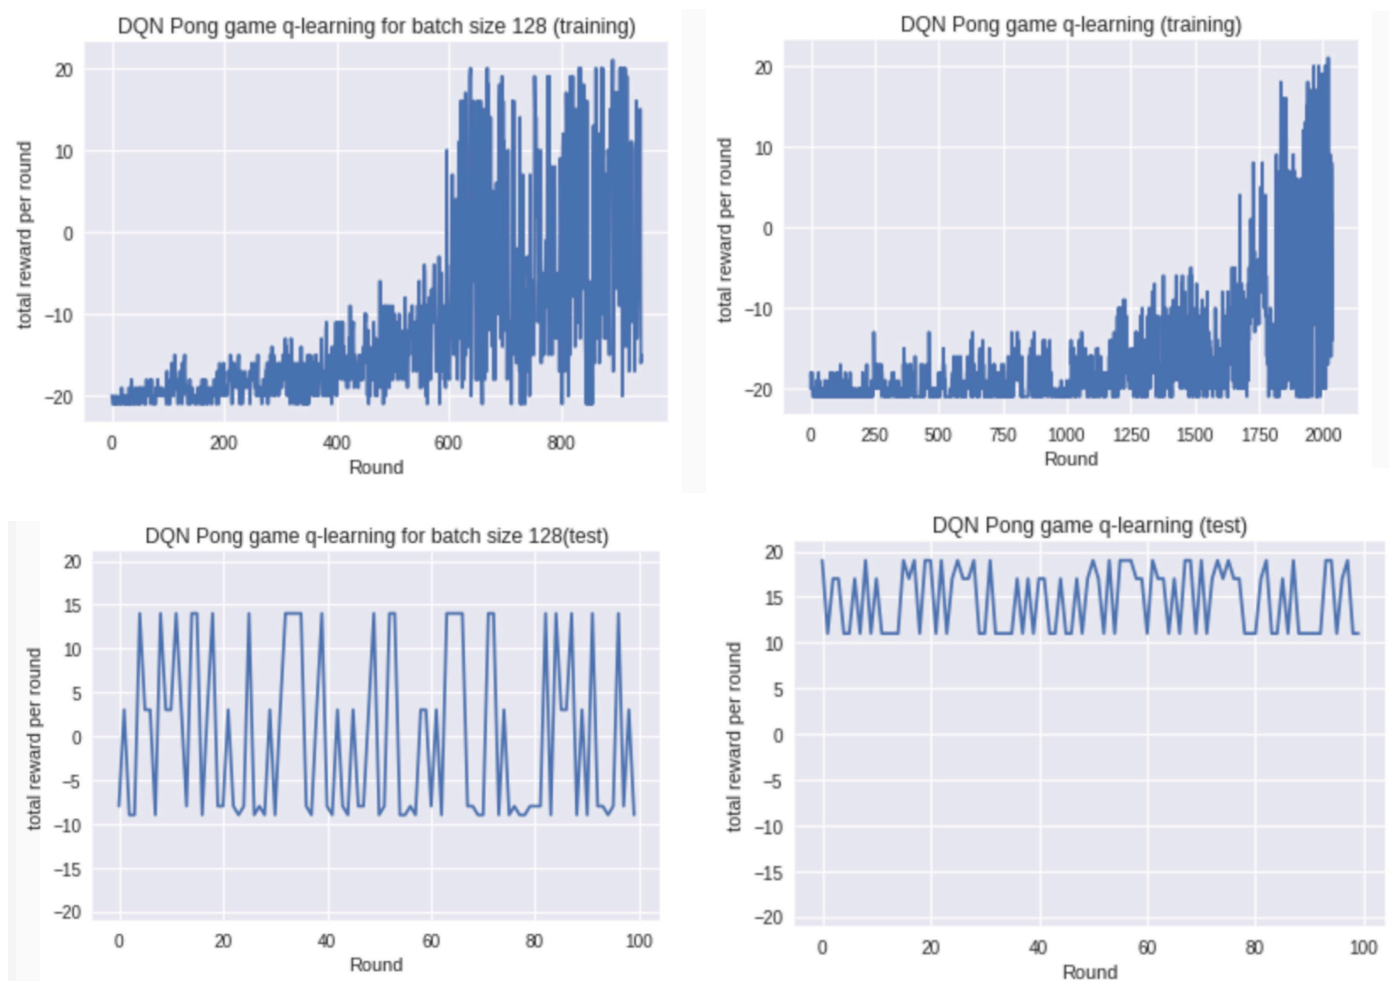 DQN Pong game q-learning for batch size 128 (training)
20
10
0
−10
−20
total reward per round
0 200 400 600 800
Round
DQN Pong game q-learning (training)
20
10
0
−10
−20
total reward per round
0 250 500 750 1000 1250 1500 1750 2000
Round
DQN Pong game q-learning for batch size 128(test)
20
15
10
5
0
−5
−10
−15
−20
total reward per round
0 20 40 60 80 100
Round
DQN Pong game q-learning (test)
20
15
10
5
0
−5
−10
−15
−20
total reward per round
0 20 40 60 80 100
Round